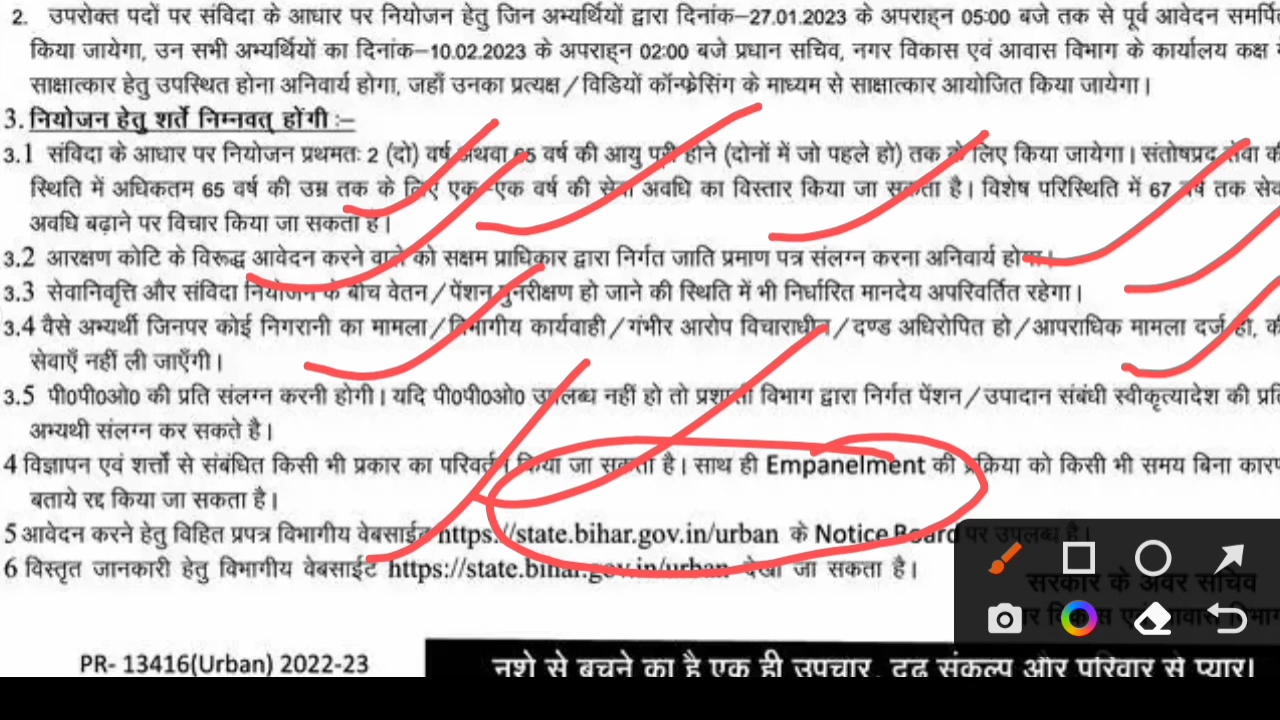 2. उपरोक्त पदों पर संविदा के आधार पर नियोजन हेतु जिन अभ्यर्थियों द्वारा दिनांक–27.01.2023 के अपराह्न 05:00 बजे तक से पूर्व आवेदन
किया जायेगा, उन सभी अभ्यर्थियों का दिनांक–10.02.2023 के अपराह्न 02:00 बजे प्रधान सचिव, नगर विकास एवं आवास विभाग के कार्यालय कक्ष
साक्षात्कार हेतु उपस्थित होना अनिवार्य होगा, जहाँ उनका प्रत्यक्ष/विडियों कॉन्फ्रेसिंग के माध्यम से साक्षात्कार आयोजित किया जायेगा।
3. नियोजन हेतु शर्ते निम्नवत् होंगी :–
3.1 संविदा के आधार पर नियोजन प्रथमतः 2 (दो) वर्ष अथवा 65 वर्ष की आयु पूरी होने (दोनों में जो पहले हो) तक के लिए किया जायेगा। संतोषप्रद सेवा की
स्थिति में अधिकतम 65 वर्ष की उम्र तक के लिए एक–एक वर्ष की सेवा अवधि का विस्तार किया जा सकता है। विशेष परिस्थिति में 67 वर्ष तक
अवधि बढ़ाने पर विचार किया जा सकता है।
3.2 आरक्षण कोटि के विरूद्ध आवेदन करने वाले को सक्षम प्राधिकार द्वारा निर्गत जाति प्रमाण पत्र संलग्न करना अनिवार्य होगा।
3.3 सेवानिवृत्ति और संविदा नियोजन के बीच वेतन/पेंशन पुनरीक्षण हो जाने की स्थिति में भी निर्धारित मानदेय अपरिवर्तित रहेगा।
3.4 वैसे अभ्यर्थी जिनपर कोई निगरानी का मामला/विभागीय कार्यवाही/गंभीर आरोप विचाराधीन/दण्ड अधिरोपित हो/आपराधिक मामला दर्ज हो,
सेवाएँ नहीं ली जाएँगी।
3.5 पी0पी0ओ0 की प्रति संलग्न करनी होगी। यदि पी0पी0ओ0 उपलब्ध नहीं हो तो प्रशासी विभाग द्वारा निर्गत पेंशन/उपादान संबंधी स्वीकृत्यादेश की
अभ्यथी संलग्न कर सकते है।
4 विज्ञापन एवं शर्त्तो से संबंधित किसी भी प्रकार का परिवर्तन किया जा सकता है। साथ ही Empanelment की प्रक्रिया को किसी भी समय बिना
बताये रद्द किया जा सकता है।
5 आवेदन करने हेतु विहित प्रपत्र विभागीय वेबसाईट https://state.bihar.gov.in/urban के Notice Board पर उपलब्ध है।
6 विस्तृत जानकारी हेतु विभागीय वेबसाईट https://state.bihar.gov.in/urban देखा जा सकता है।
सरकार के अवर सचिव
PR- 13416(Urban) 2022-23
नशे से बचने का है एक ही उपचार, दृढ़ संकल्प और परिवार से प्यार।